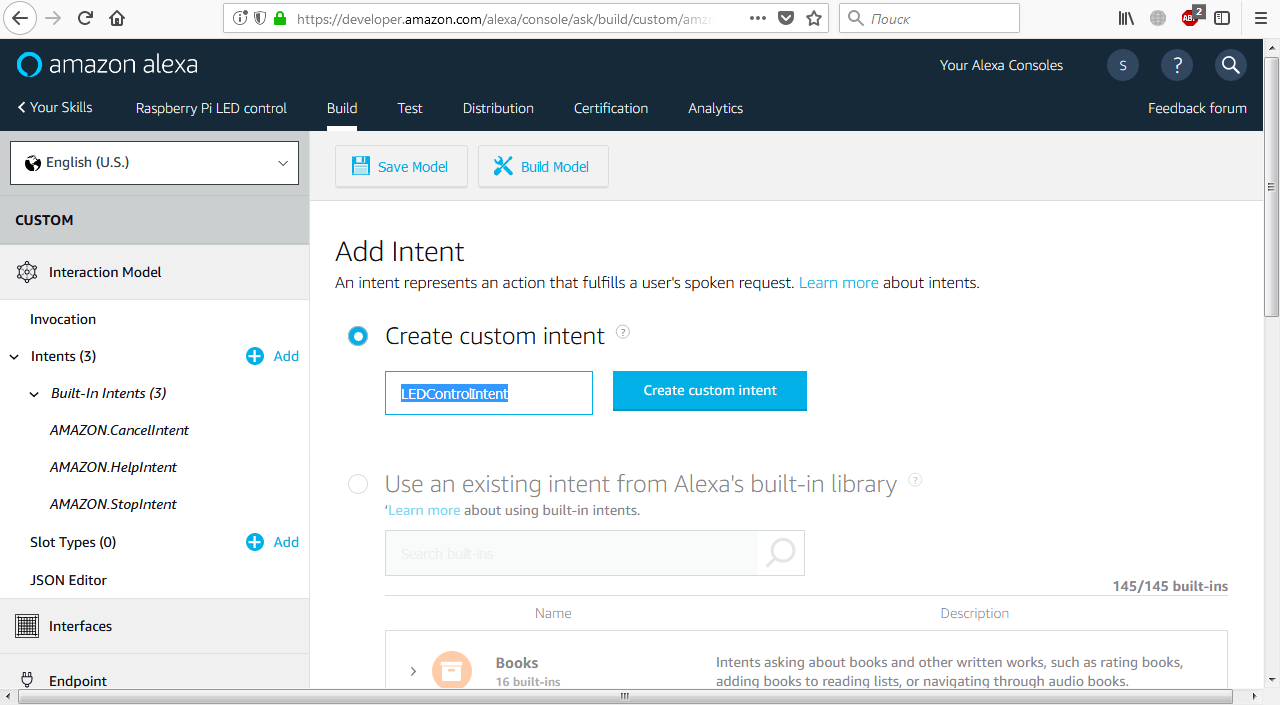 https://developer.amazon.com/alexa/console/ask/build/custom/amz
Поиск
ABP
2
amazon alexa
Your Alexa Consoles
S
?
Your Skills
Raspberry Pi LED control
Build
Test
Distribution
Certification
Analytics
Feedback forum
English (U.S.)
Save Model
Build Model
CUSTOM
Interaction Model
Invocation
Intents (3)
Add
Built-In Intents (3)
AMAZON.CancelIntent
AMAZON.HelpIntent
AMAZON.StopIntent
Slot Types (0)
Add
JSON Editor
Interfaces
Endpoint
Add Intent
An intent represents an action that fulfills a user's spoken request. Learn more about intents.
Create custom intent ?
LEDControlIntent
Create custom intent
Use an existing intent from Alexa's built-in library ?
‘Learn more about using built-in intents.
Search built-ins
145/145 built-ins
Name
Description
Books
16 built-ins
Intents asking about books and other written works, such as rating books,
adding books to reading lists, or navigating through audio books.